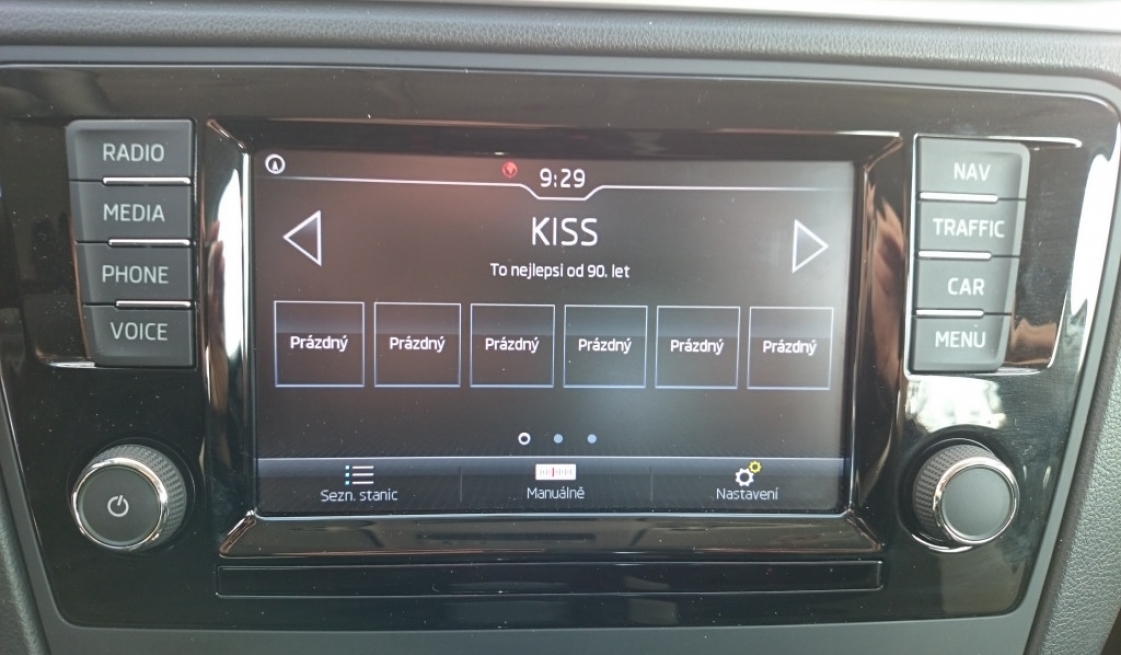 RADIO
MEDIA
PHONE
VOICE
9:29
KISS
To nejlepsi od 90. let
Prázdný
Prázdný
Prázdný
Prázdný
Prázdný
Prázdný
Sezn. stanic
Manuálně
Nastavení
NAV
TRAFFIC
CAR
MENU